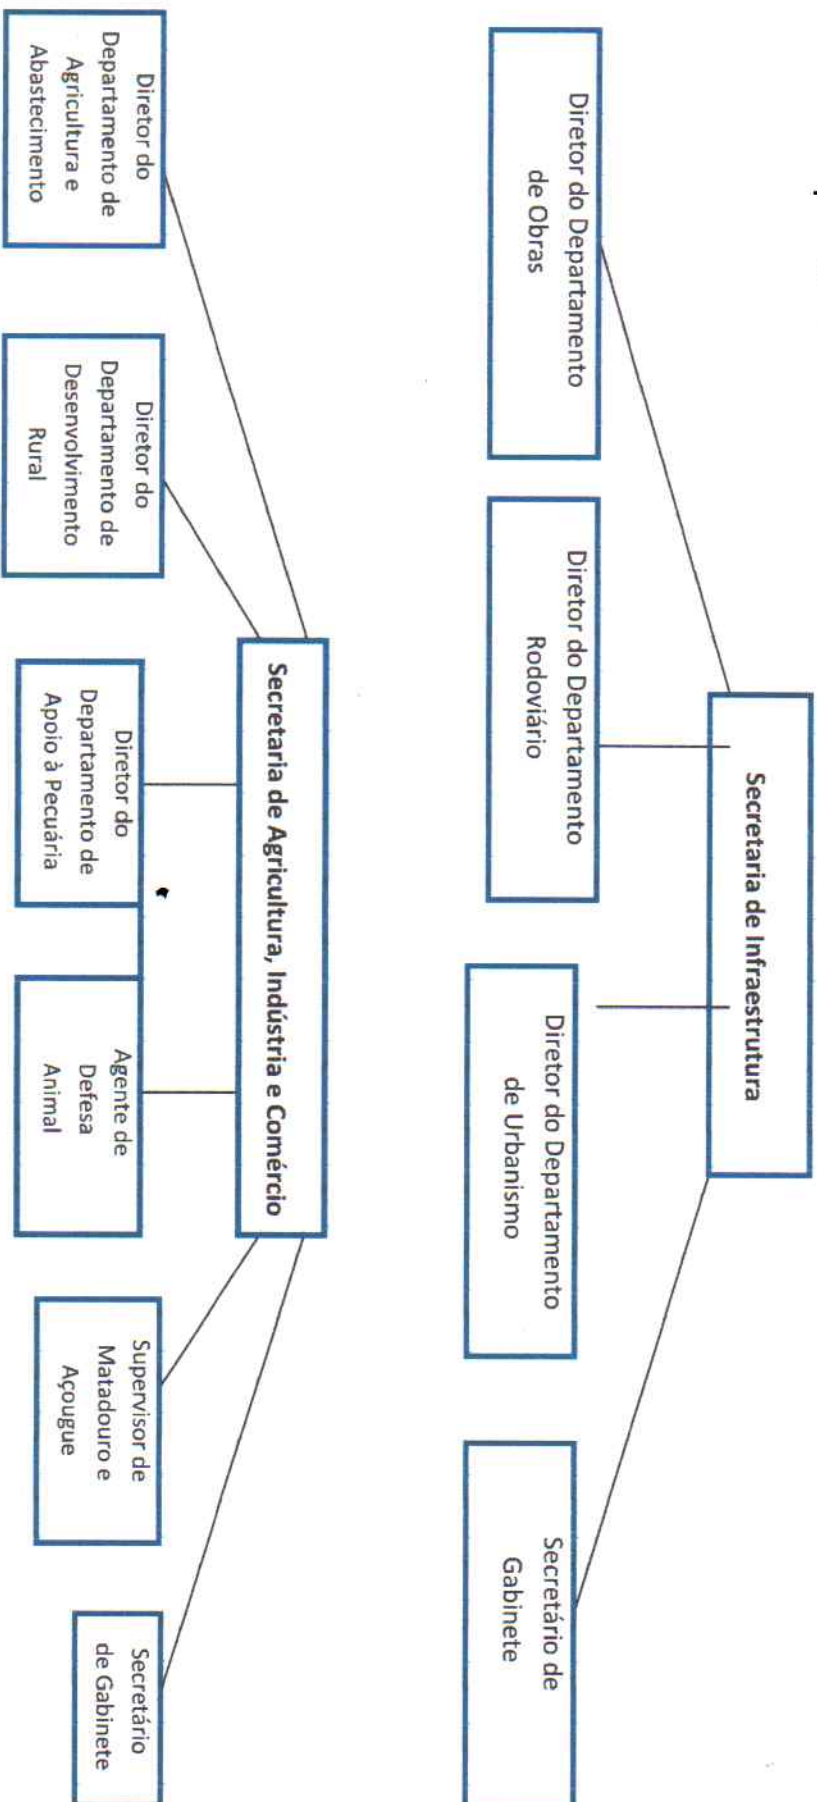 Secretaria de Infraestrutura
Diretor do Departamento
de Obras
Diretor do Departamento
Rodoviário
Diretor do Departamento
de Urbanismo
Secretário de
Gabinete
Secretaria de Agricultura, Indústria e Comércio
Diretor do
Departamento de
Agricultura e
Abastecimento
Diretor do
Departamento de
Desenvolvimento
Rural
Diretor do
Departamento de
Apoio à Pecuária
Agente de
Defesa
Animal
Supervisor de
Matadouro e
Açougue
Secretário
de Gabinete